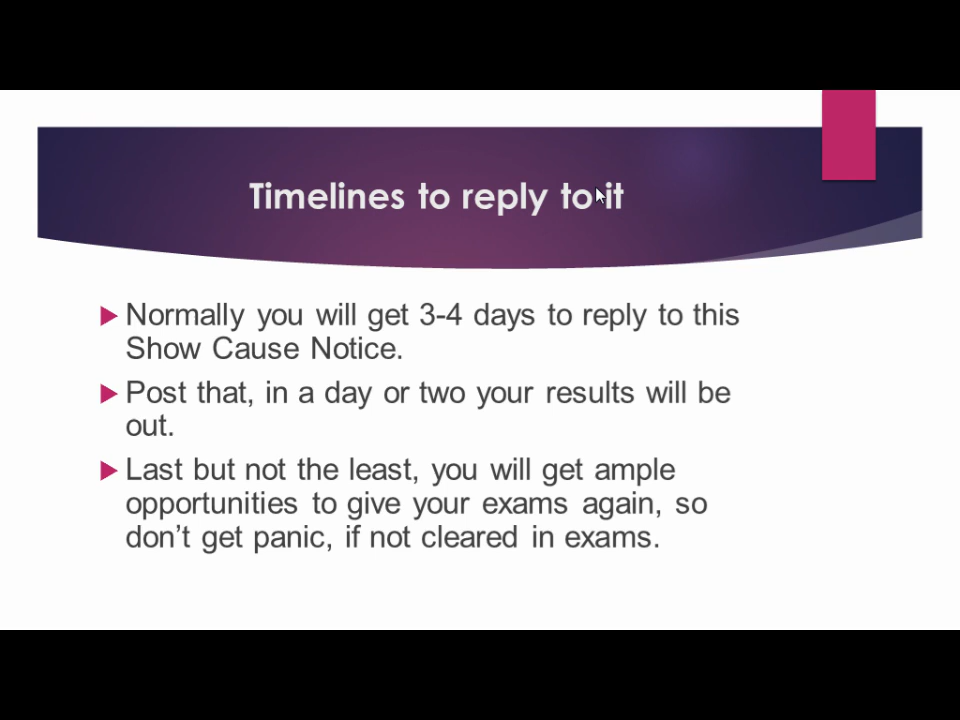 Timelines to reply to it
Normally you will get 3-4 days to reply to this
Show Cause Notice.
Post that, in a day or two your results will be
out.
Last but not the least, you will get ample
opportunities to give your exams again, so
don’t get panic, if not cleared in exams.